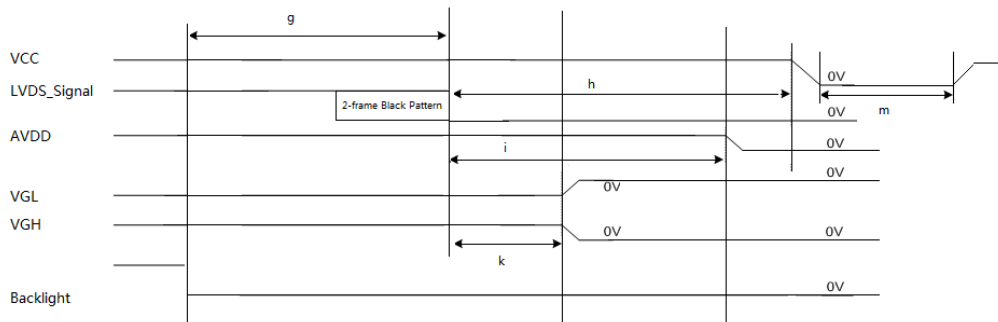 g
VCC
0V
LVDS_Signal
2-frame Black Pattern
h
m
0V
AVDD
i
0V
VGL
0V
0V
VGH
0V
0V
k
Backlight
0V